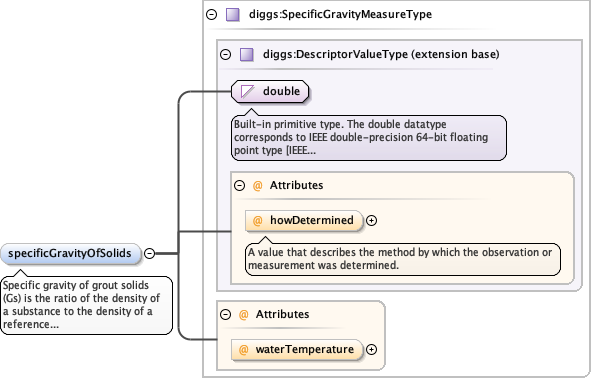 diggs:SpecificGravityMeasureType
diggs:DescriptorValueType (extension base)
double
Built-in primitive type. The double datatype
corresponds to IEEE double-precision 64-bit floating
point type [IEEE...
@ Attributes
@ howDetermined
A value that describes the method by which the observation or
measurement was determined.
specificGravityOfSolids
Specific gravity of grout solids
(Gs) is the ratio of the density of
a substance to the density of a
reference...
@ Attributes
@ waterTemperature